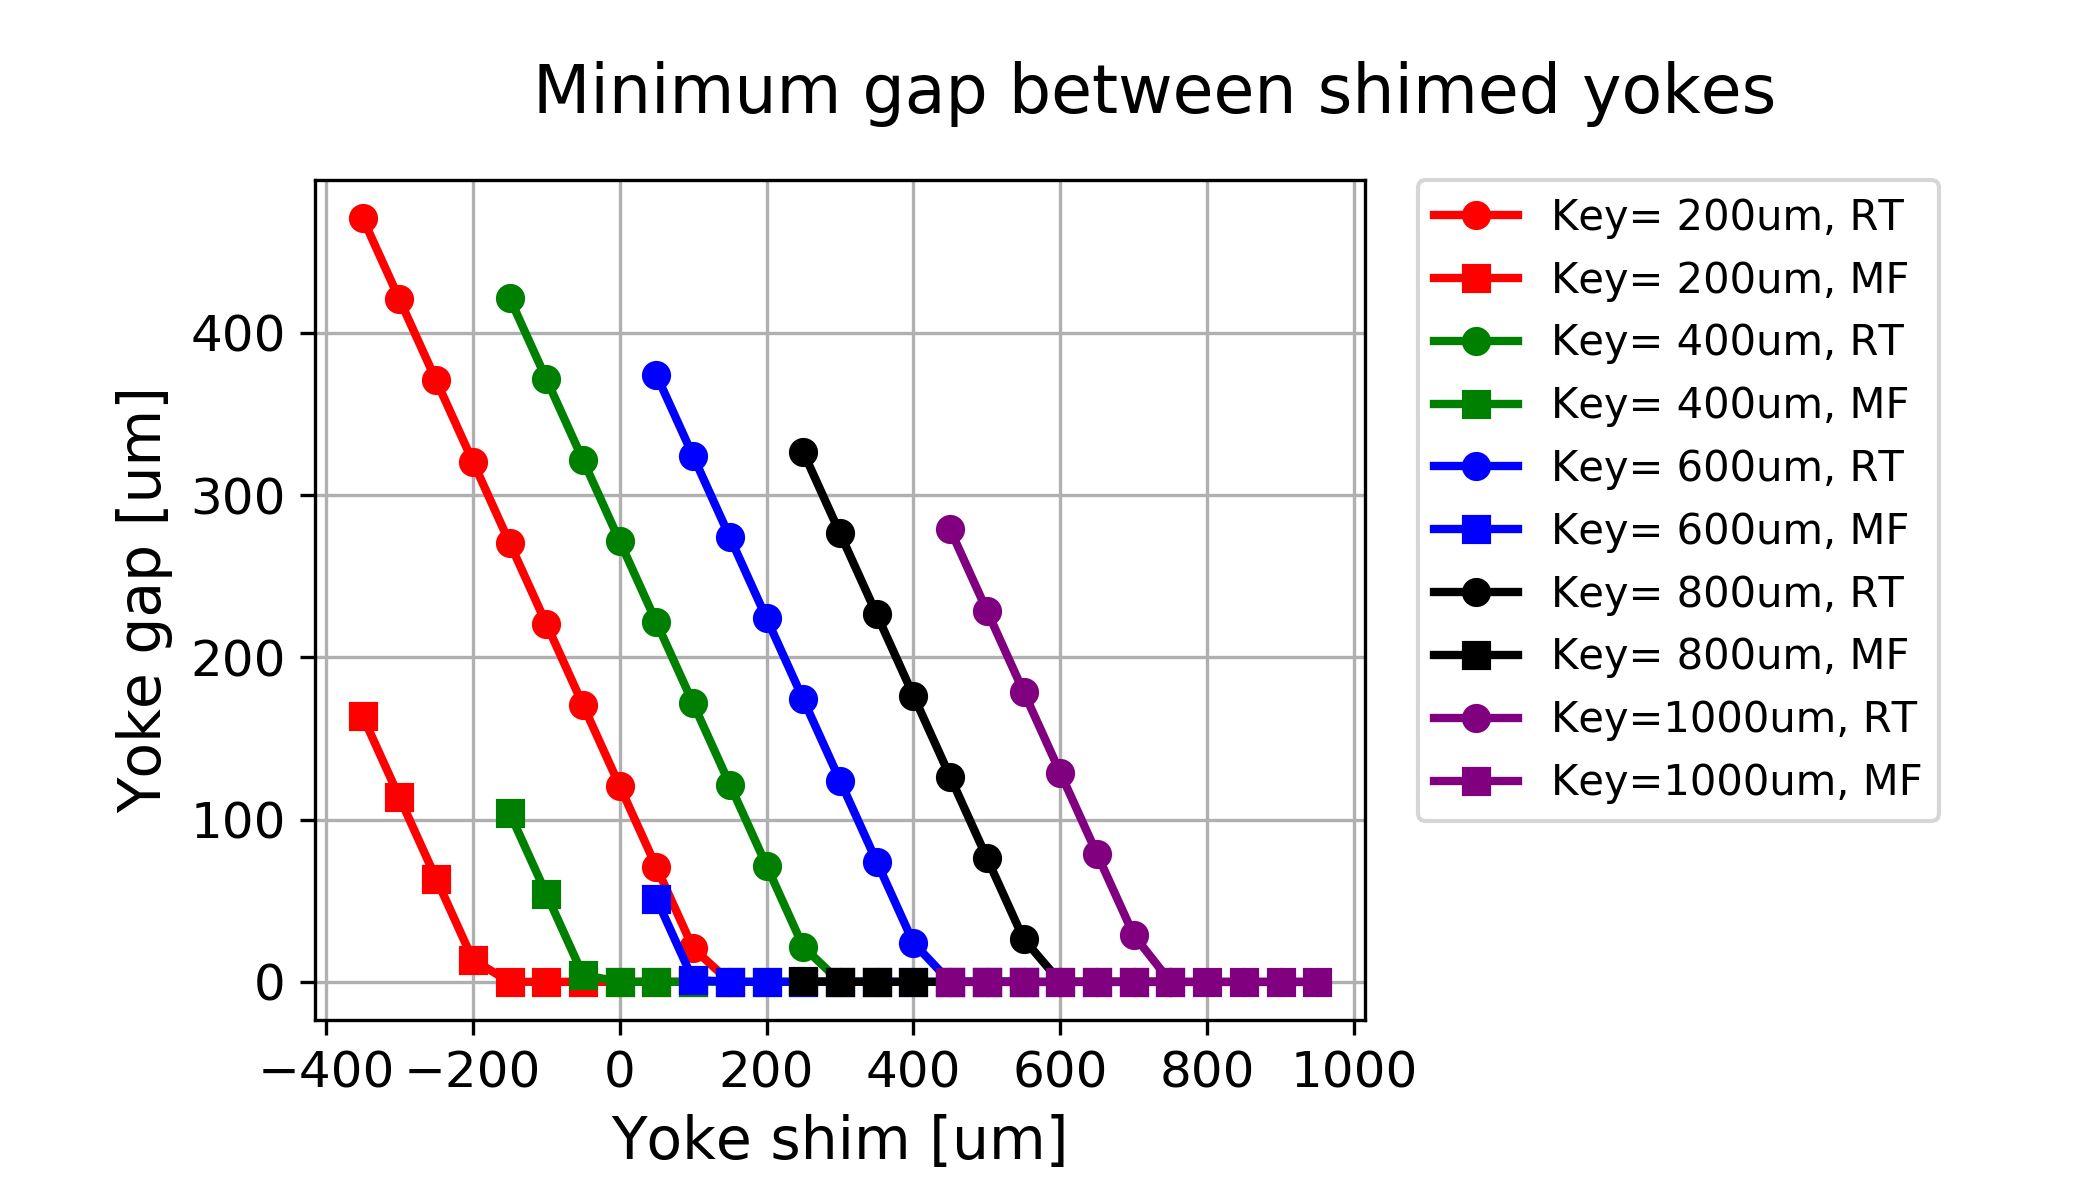 Minimum gap between shimed yokes
Yoke gap [um]
400
300
200
100
0
−400
−200
0
200
400
600
800
1000
Yoke shim [um]
Key= 200um, RT
Key= 200um, MF
Key= 400um, RT
Key= 400um, MF
Key= 600um, RT
Key= 600um, MF
Key= 800um, RT
Key= 800um, MF
Key=1000um, RT
Key=1000um, MF